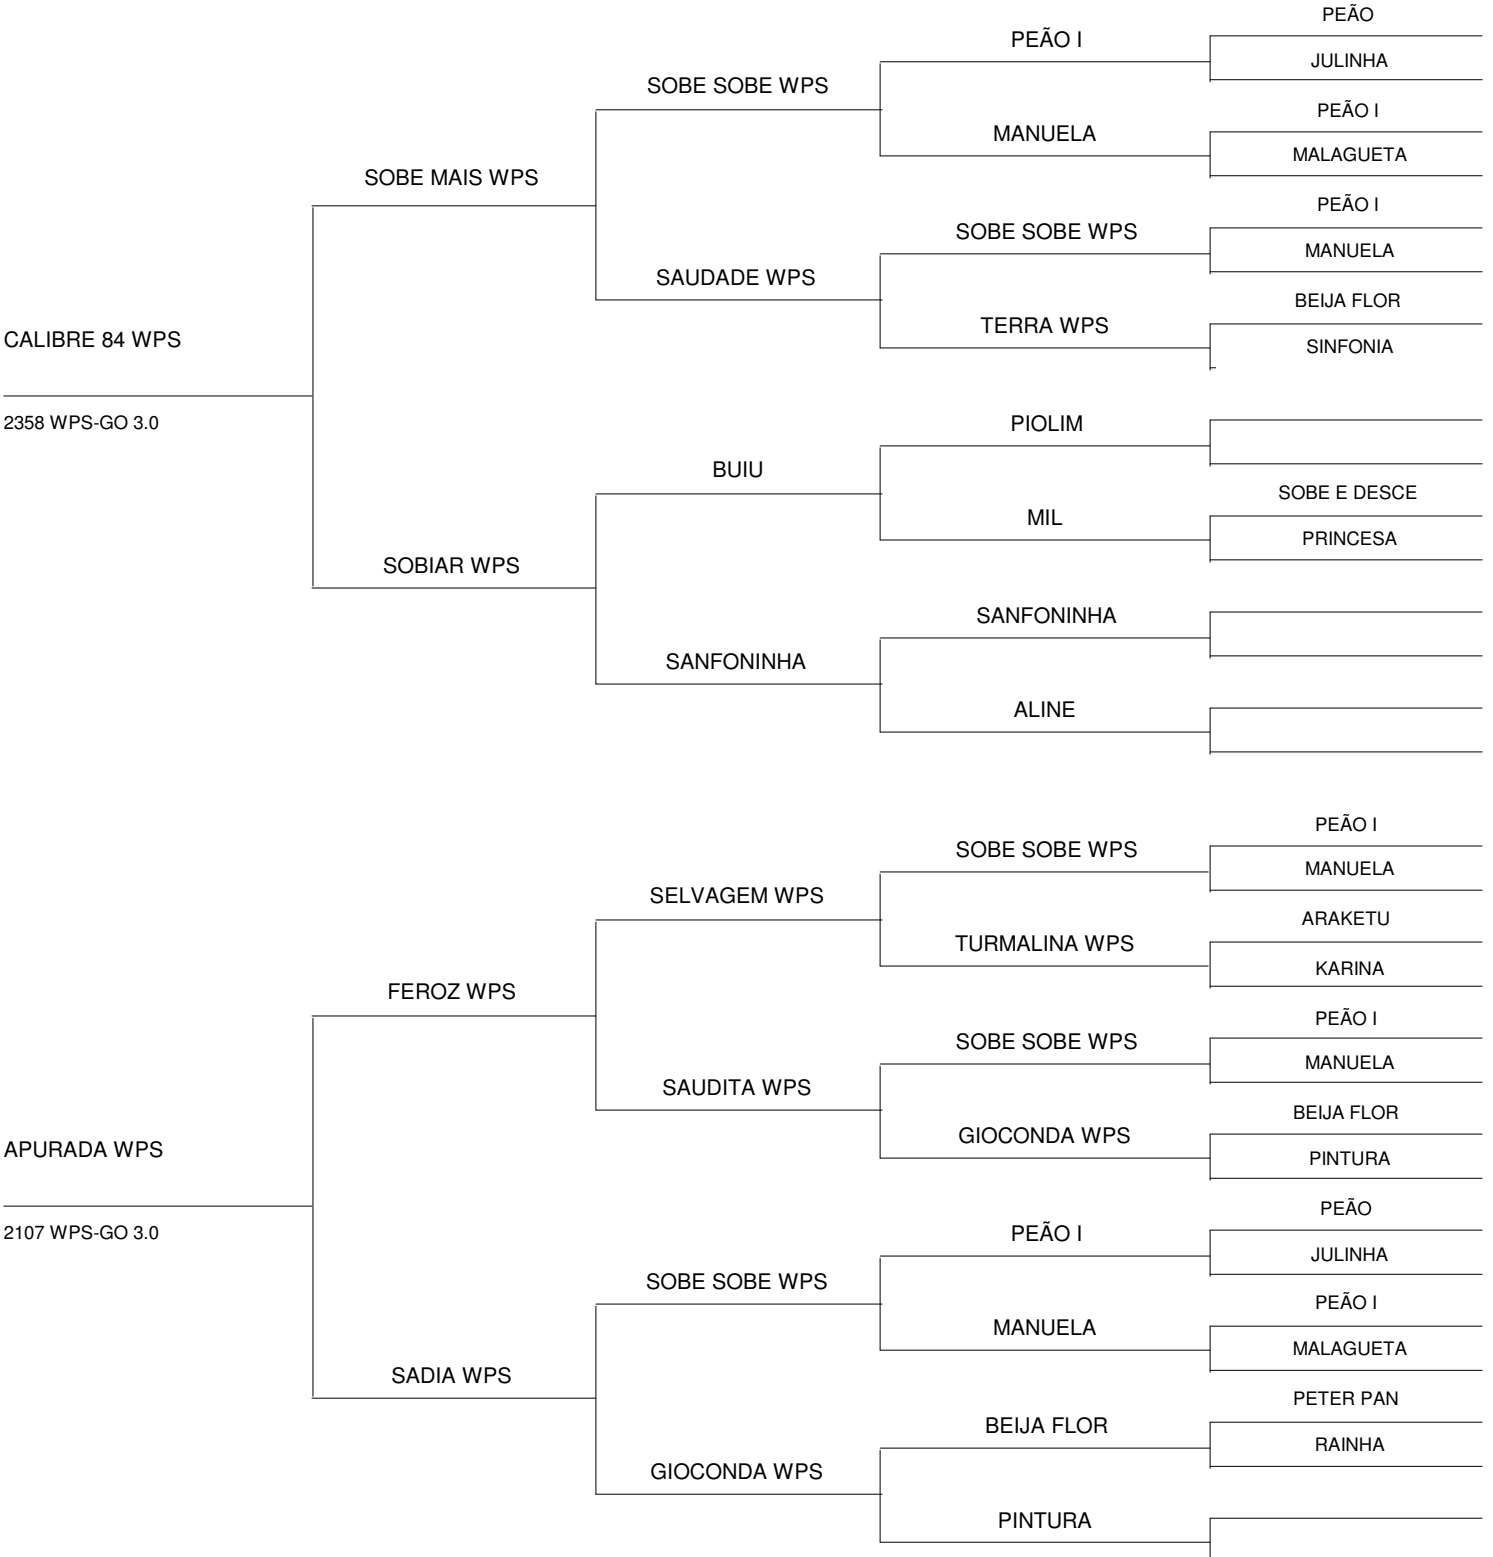 PEÃO
PEÃO I
JULINHA
SOBE SOBE WPS
PEÃO I
MANUELA
MALAGUETA
SOBE MAIS WPS
PEÃO I
SOBE SOBE WPS
MANUELA
SAUDADE WPS
BEIJA FLOR
TERRA WPS
CALIBRE 84 WPS
SINFONIA
2358 WPS-GO 3.0
PIOLIM
BUIU
SOBE E DESCE
MIL
PRINCESA
SOBIAR WPS
SANFONINHA
SANFONINHA
ALINE
PEÃO I
SOBE SOBE WPS
MANUELA
SELVAGEM WPS
ARAKETU
TURMALINA WPS
KARINA
FEROZ WPS
PEÃO I
SOBE SOBE WPS
MANUELA
SAUDITA WPS
BEIJA FLOR
GIOCONDA WPS
APURADA WPS
PINTURA
PEÃO
2107 WPS-GO 3.0
PEÃO I
JULINHA
SOBE SOBE WPS
PEÃO I
MANUELA
MALAGUETA
SADIA WPS
PETER PAN
BEIJA FLOR
RAINHA
GIOCONDA WPS
PINTURA